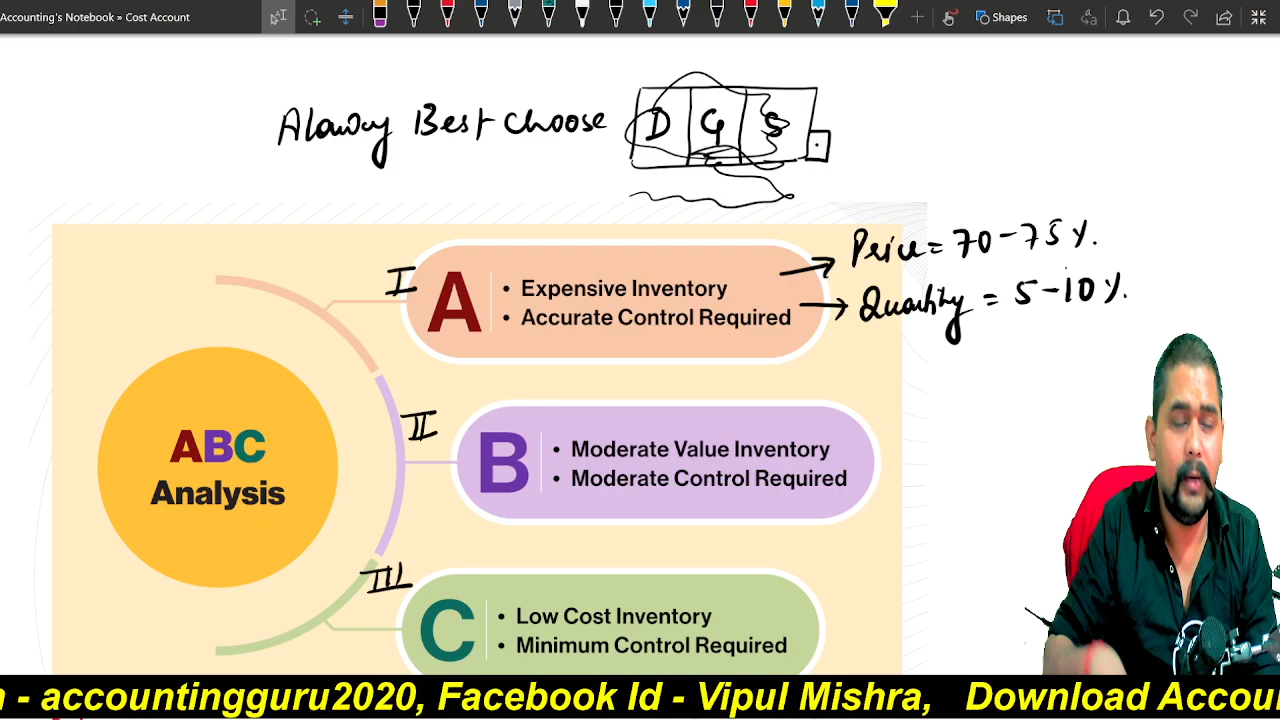 Accounting's Notebook » Cost Account
Shapes
Alaway Best choose D G S
Price = 70-75%.
Quantity = 5-10%.
I
A
• Expensive Inventory
• Accurate Control Required
II
B
• Moderate Value Inventory
• Moderate Control Required
ABC
Analysis
III
C
• Low Cost Inventory
• Minimum Control Required
- accountingguru2020, Facebook Id - Vipul Mishra, Download Accou